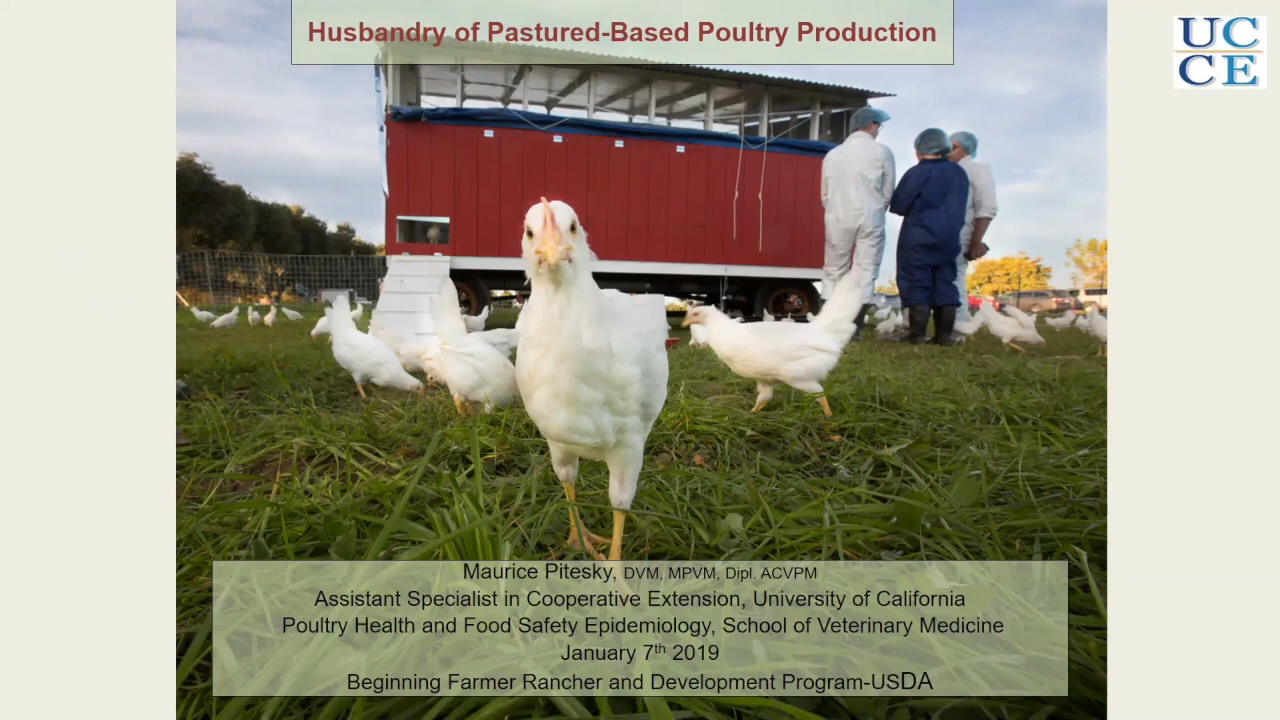 Husbandry of Pastured-Based Poultry Production
UC
CE
Maurice Pitesky, DVM, MPVM, Dipl. ACVPM
Assistant Specialist in Cooperative Extension, University of California
Poultry Health and Food Safety Epidemiology, School of Veterinary Medicine
January 7th 2019
Beginning Farmer Rancher and Development Program-USDA